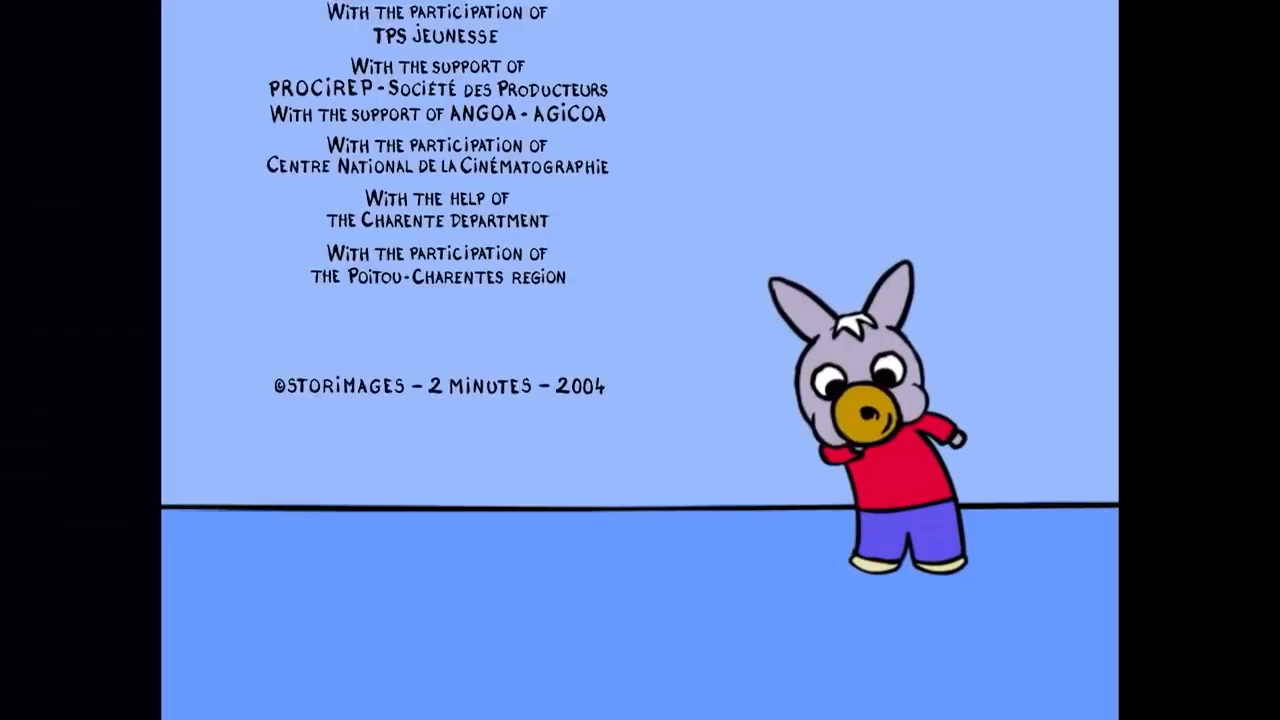 WiTH THE PARTiCiPATiON OF
TPS JEUNESSE
WiTH THE SUPPORT OF
PROCiREP - SOCiÉTÉ DES PRODUCTEURS
WiTH THE SUPPORT OF ANGOA - AGiCOA
WiTH THE PARTiCiPATiON OF
CENTRE NATiONAL DE LA CiNÉMATOGRAPHiE
WiTH THE HELP OF
THE CHARENTE DEPARTMENT
WiTH THE PARTiCiPATiON OF
THE POiTOU-CHARENTES REGiON
©STORiMAGES - 2 MiNUTES - 2004